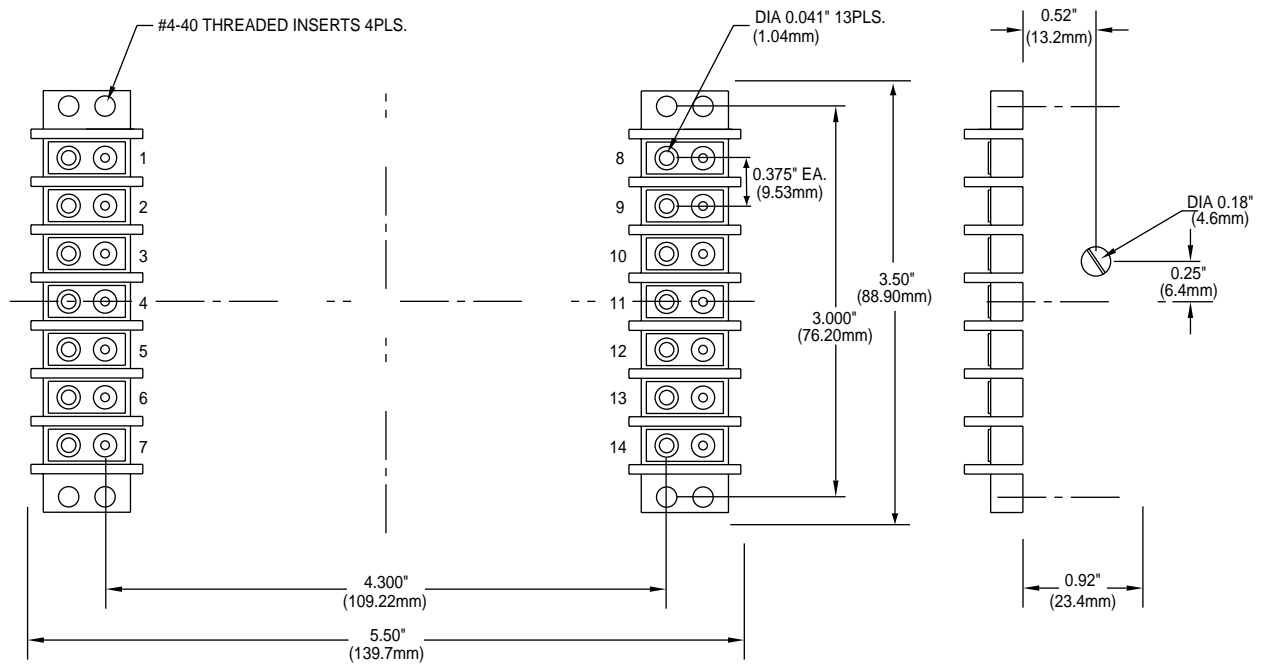 #4-40 THREADED INSERTS 4PLS.
DIA 0.041" 13PLS.
(1.04mm)
0.52"
(13.2mm)
1
2
3
4
5
6
7
8
9
10
11
12
13
14
0.375" EA.
(9.53mm)
3.50"
(88.90mm)
3.000"
(76.20mm)
DIA 0.18"
(4.6mm)
0.25"
(6.4mm)
4.300"
(109.22mm)
5.50"
(139.7mm)
0.92"
(23.4mm)